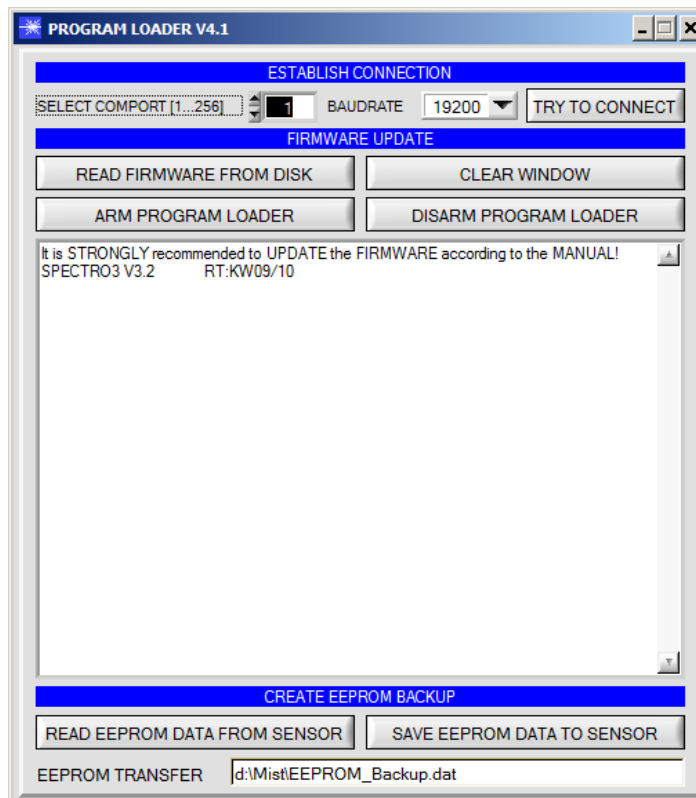 PROGRAM LOADER V4.1
ESTABLISH CONNECTION
SELECT COMPORT [1...256] 1 BAUDRATE 19200 TRY TO CONNECT
FIRMWARE UPDATE
READ FIRMWARE FROM DISK CLEAR WINDOW
ARM PROGRAM LOADER DISARM PROGRAM LOADER
It is STRONGLY recommended to UPDATE the FIRMWARE according to the MANUAL!
SPECTRO3 V3.2 RT:KW09/10
CREATE EEPROM BACKUP
READ EEPROM DATA FROM SENSOR SAVE EEPROM DATA TO SENSOR
EEPROM TRANSFER d:\Mist\EEPROM_Backup.dat